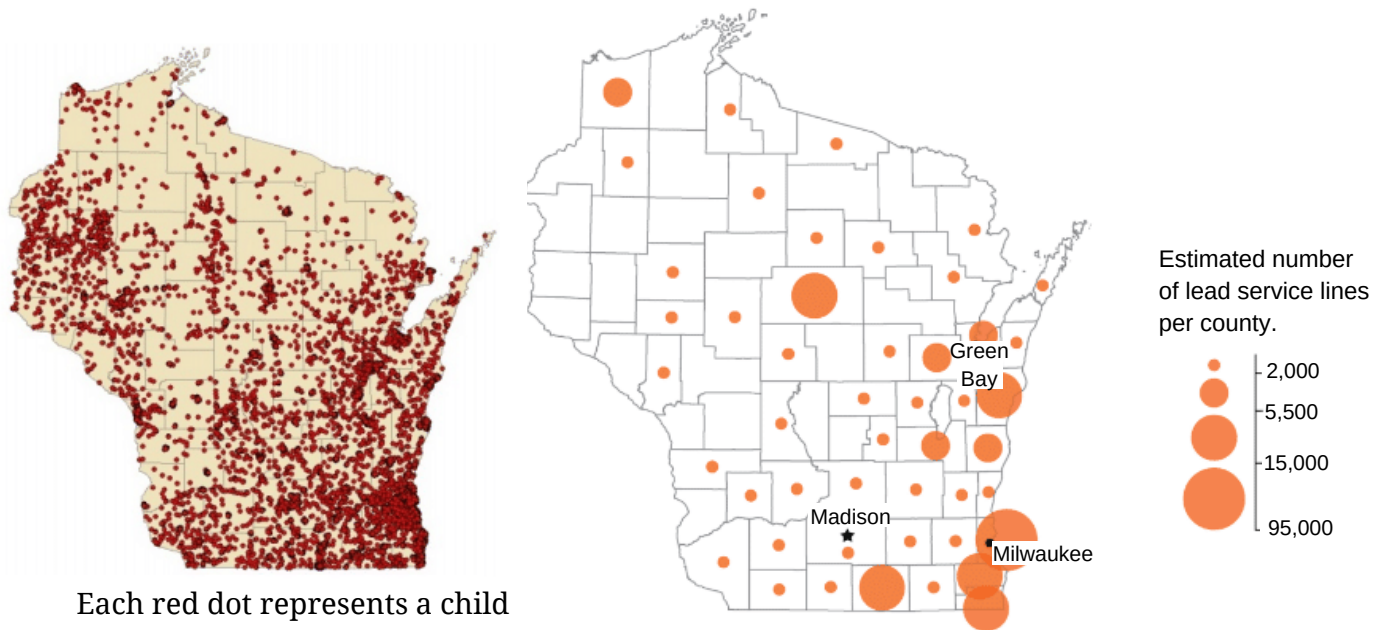 Each red dot represents a child
Green
Bay
Madison
Milwaukee
Estimated number
of lead service lines
per county.
2,000
5,500
15,000
95,000